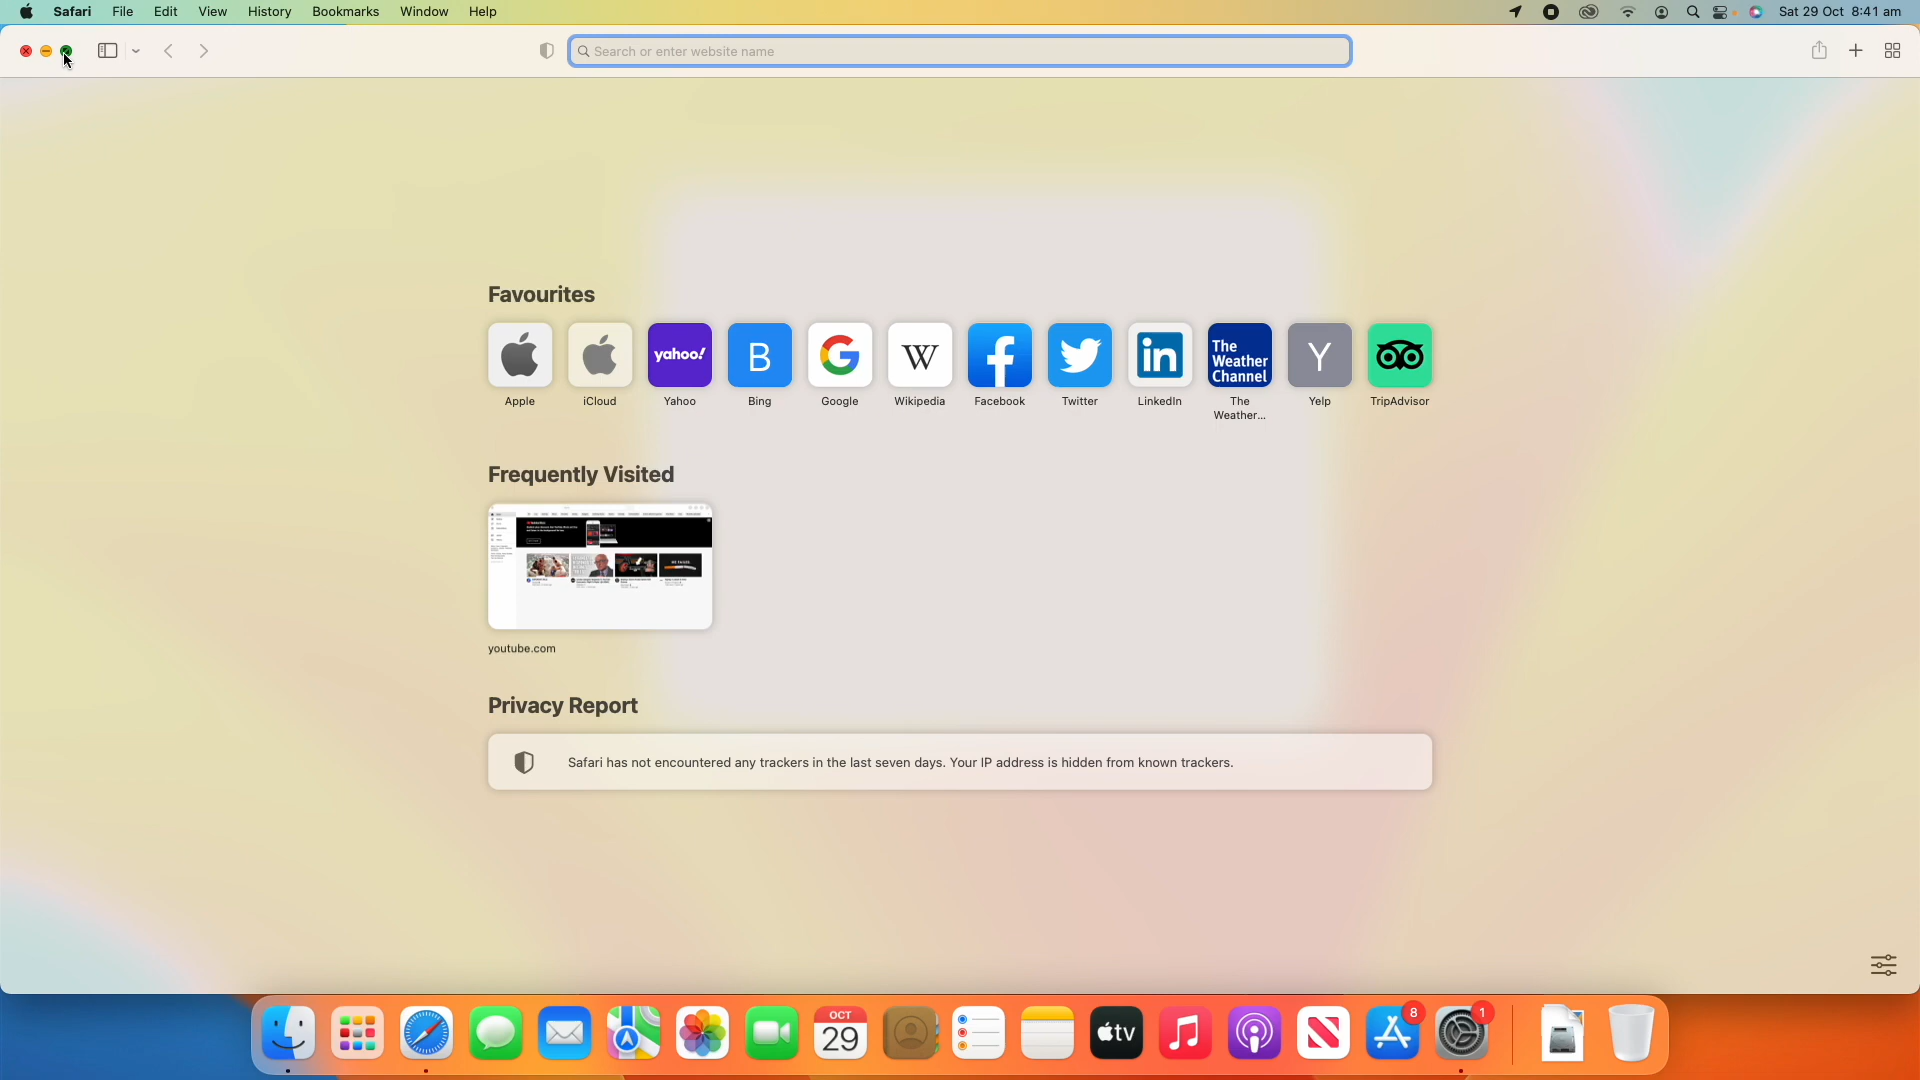 Safari File Edit View History Bookmarks Window Help Sat 29 Oct 8:41 am
Search or enter website name
Favourites
yahoo! B W in The Weather Channel Y
Apple iCloud Yahoo Bing Google Wikipedia Facebook Twitter LinkedIn The Weather... Yelp TripAdvisor
Frequently Visited
youtube.com
Privacy Report
Safari has not encountered any trackers in the last seven days. Your IP address is hidden from known trackers.
OCT 29 tv 8 1